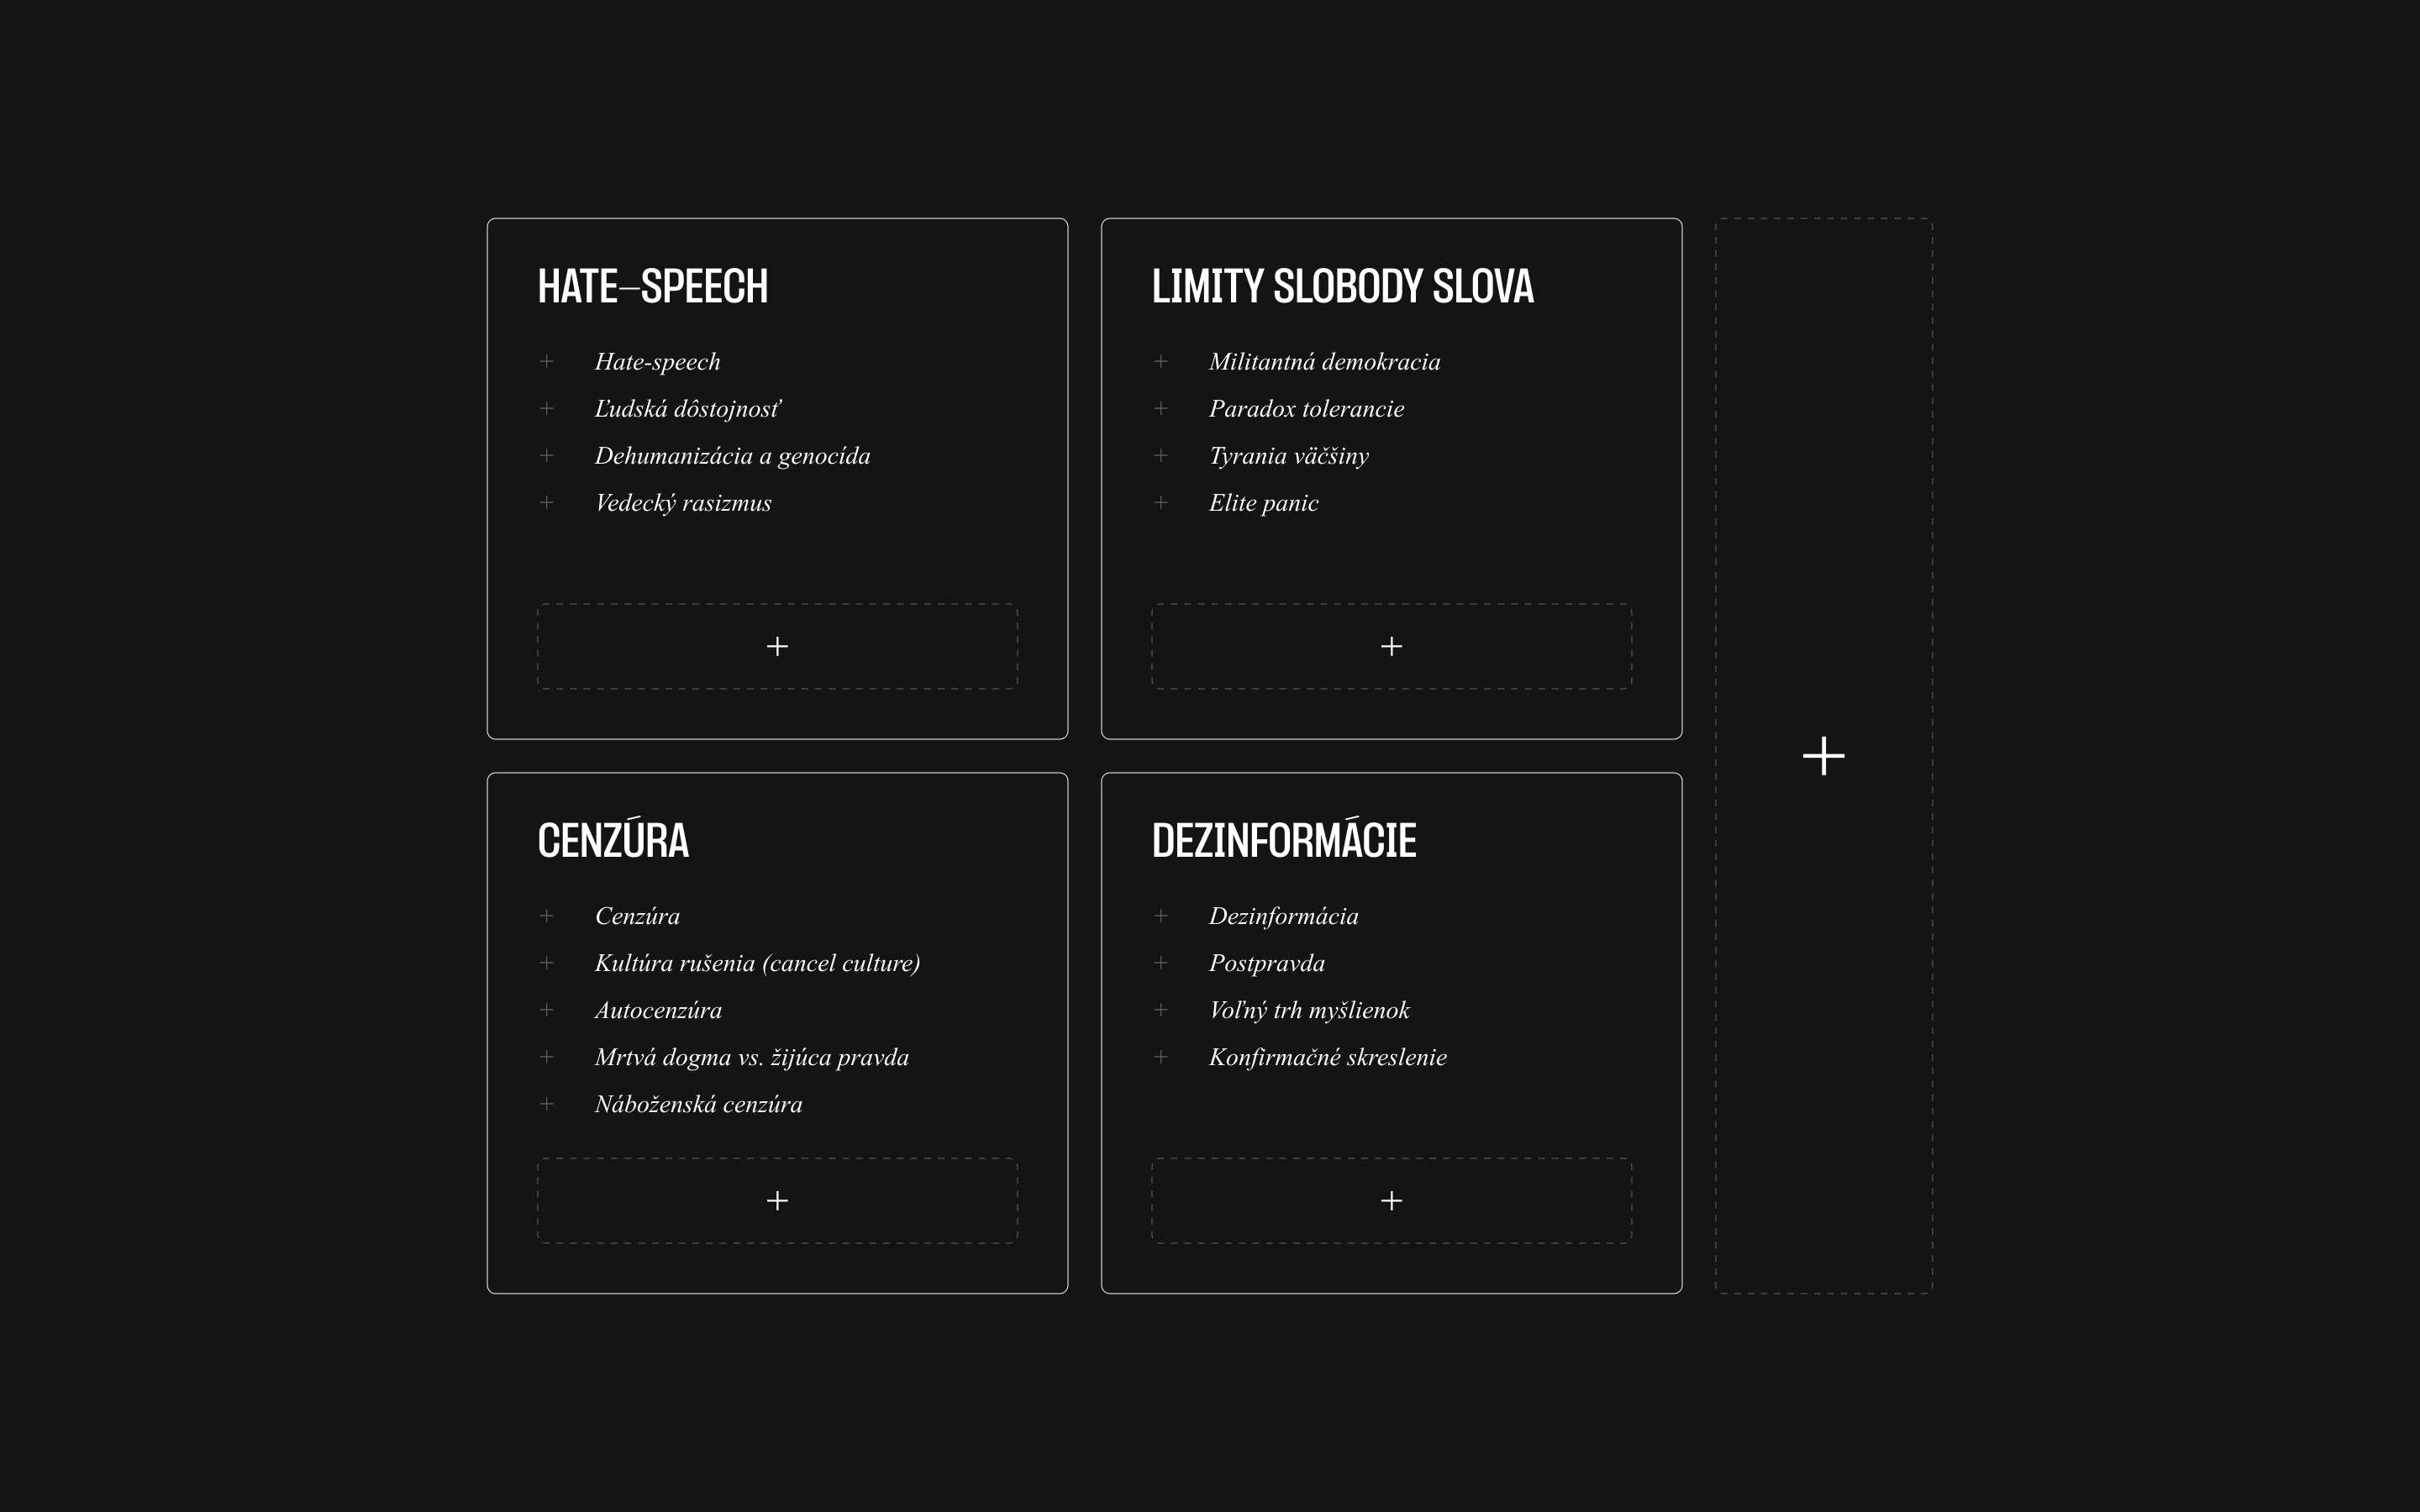 HATE–SPEECH
Hate-speech
Ľudská dôstojnosť
Dehumanizácia a genocída
Vedecký rasizmus
LIMITY SLOBODY SLOVA
Militantná demokracia
Paradox tolerancie
Tyrania väčšiny
Elite panic
CENZÚRA
Cenzúra
Kultúra rušenia (cancel culture)
Autocenzúra
Mrtvá dogma vs. žijúca pravda
Náboženská cenzúra
DEZINFORMÁCIE
Dezinformácia
Postpravda
Voľný trh myšlienok
Konfirmačné skreslenie